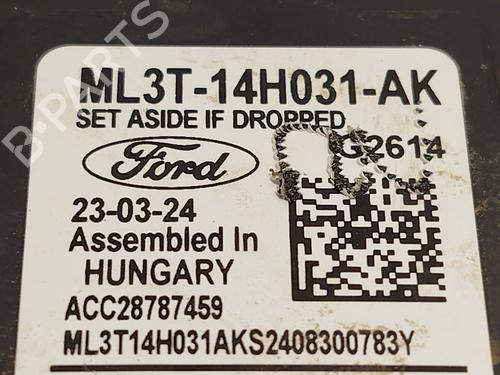 ML3T-14H031-AK
SET ASIDE IF DROPPED
G2614
Ford
23-03-24
Assembled In
HUNGARY
ACC28787459
ML3T14H031AKS2408300783Y
B-PARTS